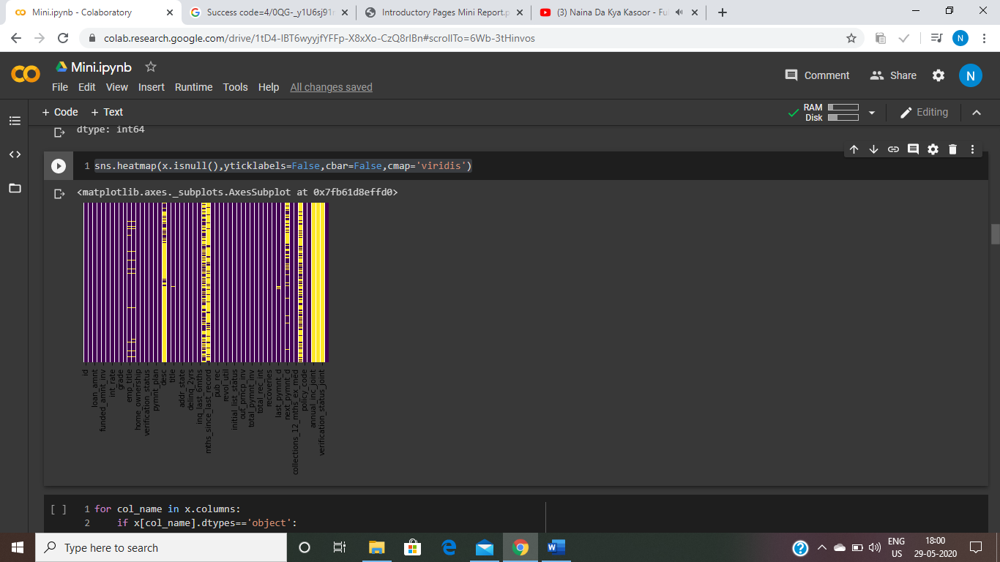 Mini.ipynb - Colaboratory
Success code=4/0QG-_y1U6sj91
Introductory Pages Mini Report.p
(3) Naina Da Kya Kasoor - Ful
colab.research.google.com/drive/1tD4-IBT6wyyjfYFFp-X8xXo-CzQ8rlBn#scrollTo=6Wb-3tHinvos
N
Mini.ipynb
Comment
Share
N
File Edit View Insert Runtime Tools Help All changes saved
+ Code + Text
RAM
Disk
Editing
dtype: int64
1 sns.heatmap(x.isnull(),yticklabels=False,cbar=False,cmap='viridis')
<matplotlib.axes._subplots.AxesSubplot at 0x7fb61d8effd0>
id
loan_amnt
funded_amnt_inv
int_rate
grade
emp_title
home_ownership
verification_status
pymnt_plan
desc
title
addr_state
delinq_2yrs
inq_last_6mths
mths_since_last_record
pub_rec
revol_util
initial_list_status
out_prncp_inv
total_pymnt_inv
total_rec_int
recoveries
last_pymnt_d
next_pymnt_d
collections_12_mths_ex_med
policy_code
annual_inc_joint
verification_status_joint
[ ] 1 for col_name in x.columns:
2 if x[col_name].dtypes=='object':
Type here to search
ENG
US
18:00
29-05-2020